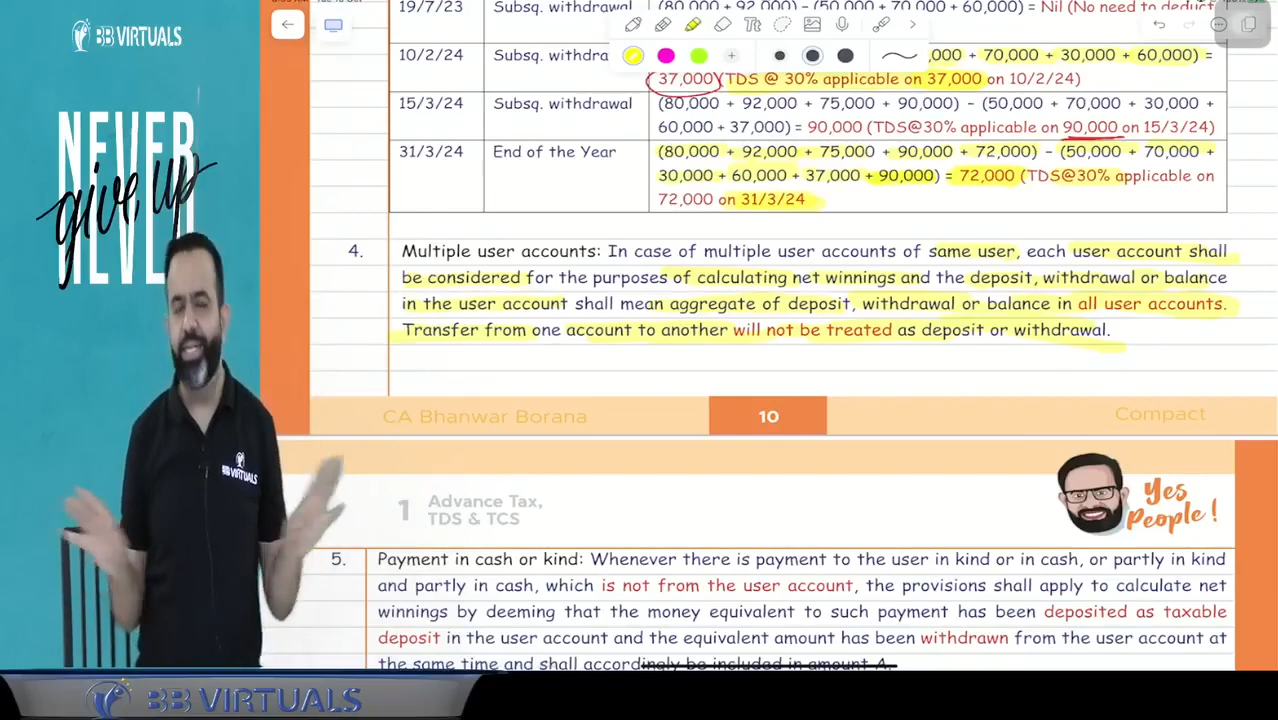 BB VIRTUALS
NEVER
give up
NEVER
19/7/23 Subsq. withdrawal (80,000 + 92,000) – (50,000 + 70,000 + 60,000) = Nil (No need to deduct
10/2/24 Subsq. withdra 000 + 70,000 + 30,000 + 60,000) =
37,000 (TDS @ 30% applicable on 37,000 on 10/2/24)
15/3/24 Subsq. withdrawal (80,000 + 92,000 + 75,000 + 90,000) – (50,000 + 70,000 + 30,000 +
60,000 + 37,000) = 90,000 (TDS@30% applicable on 90,000 on 15/3/24)
31/3/24 End of the Year (80,000 + 92,000 + 75,000 + 90,000 + 72,000) – (50,000 + 70,000 +
30,000 + 60,000 + 37,000 + 90,000) = 72,000 (TDS@30% applicable on
72,000 on 31/3/24
4. Multiple user accounts: In case of multiple user accounts of same user, each user account shall
be considered for the purposes of calculating net winnings and the deposit, withdrawal or balance
in the user account shall mean aggregate of deposit, withdrawal or balance in all user accounts.
Transfer from one account to another will not be treated as deposit or withdrawal.
CA Bhanwar Borana 10 Compact
BB VIRTUALS
1 Advance Tax,
TDS & TCS
Yes
People !
5. Payment in cash or kind: Whenever there is payment to the user in kind or in cash, or partly in kind
and partly in cash, which is not from the user account, the provisions shall apply to calculate net
winnings by deeming that the money equivalent to such payment has been deposited as taxable
deposit in the user account and the equivalent amount has been withdrawn from the user account at
the same time and shall accordingly be included in amount A.
BB VIRTUALS